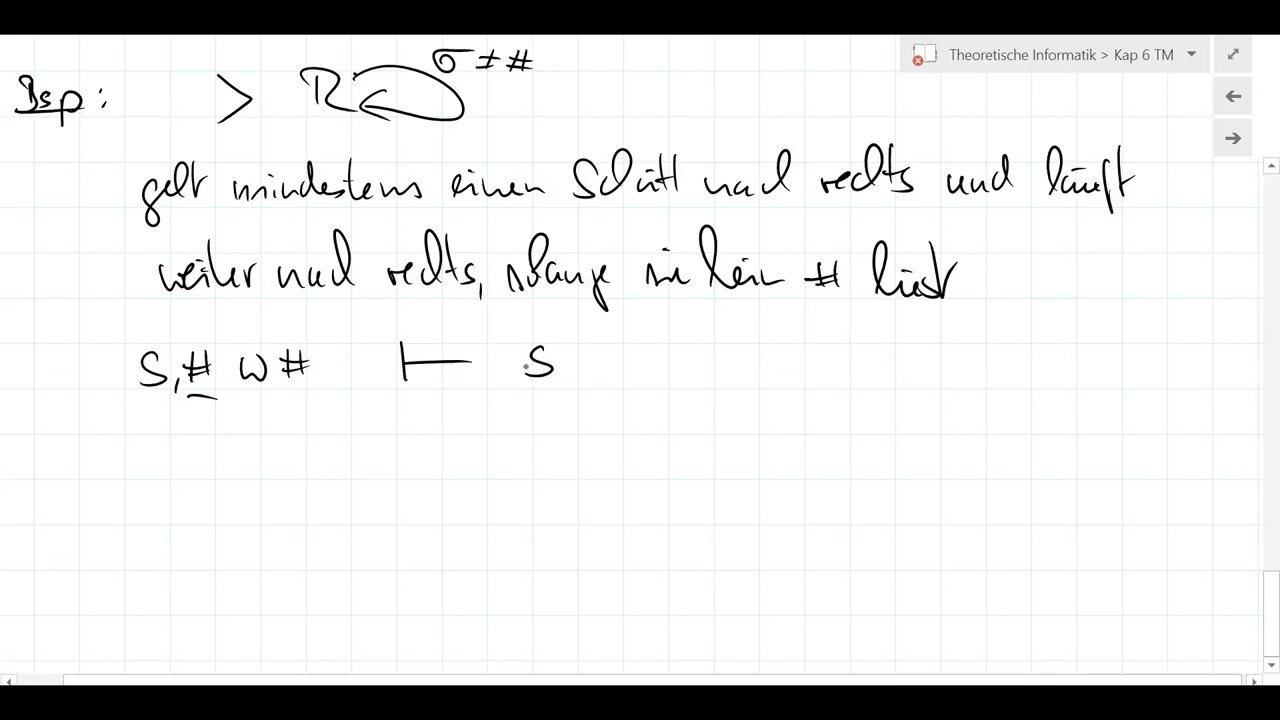 Theoretische Informatik > Kap 6 TM
Bsp: > R σ≠#
geht mindestens einen Schritt nach rechts und läuft
weiter nach rechts, solange sie kein # liest
s,# w # ⊢ s